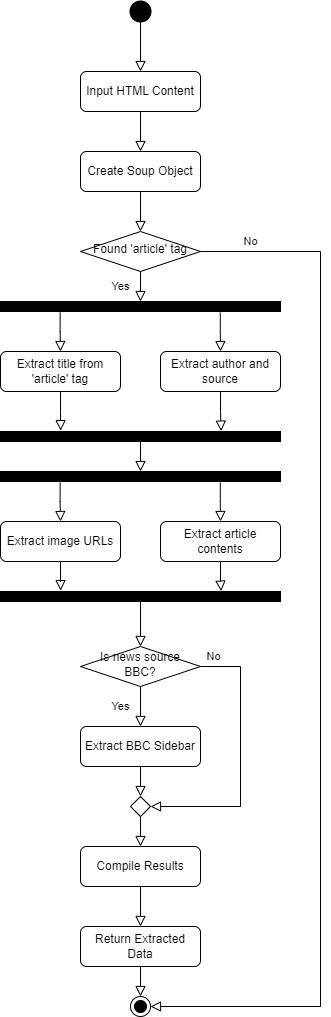 Input HTML Content
Create Soup Object
Found 'article' tag
No
Yes
Extract title from
'article' tag
Extract author and
source
Extract image URLs
Extract article
contents
Is news source
BBC?
No
Yes
Extract BBC Sidebar
Compile Results
Return Extracted
Data